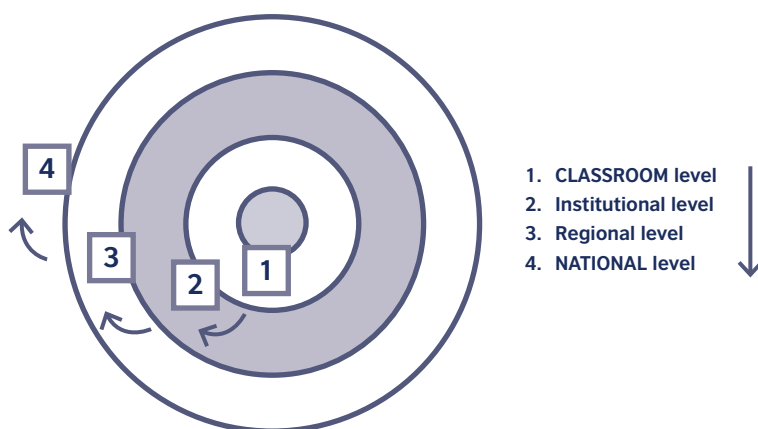 4
3
2
1
1. CLASSROOM level
2. Institutional level
3. Regional level
4. NATIONAL level